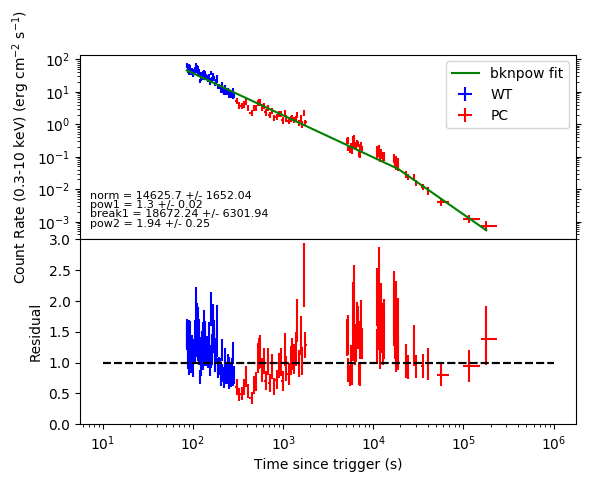 Count Rate (0.3-10 keV) (erg cm⁻² s⁻¹)
10²
10¹
10⁰
10⁻¹
10⁻²
10⁻³
bknpow fit
WT
PC
norm = 14625.7 +/- 1652.04
pow1 = 1.3 +/- 0.02
break1 = 18672.24 +/- 6301.94
pow2 = 1.94 +/- 0.25
Residual
3.0
2.5
2.0
1.5
1.0
0.5
0.0
10¹ 10² 10³ 10⁴ 10⁵ 10⁶
Time since trigger (s)